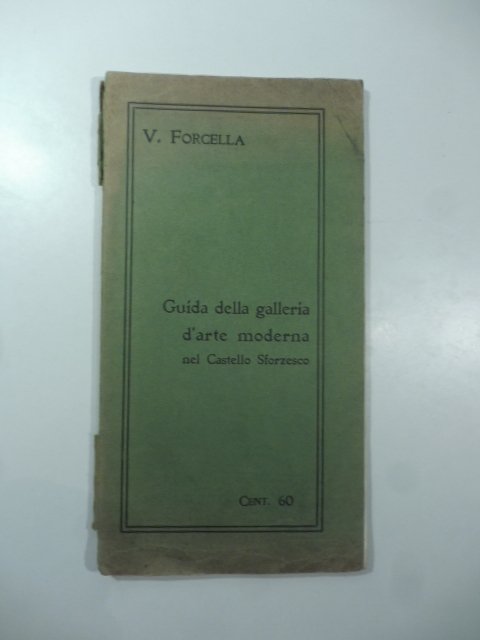 V. FORCELLA
Guida della galleria
d'arte moderna
nel Castello Sforzesco
CENT. 60